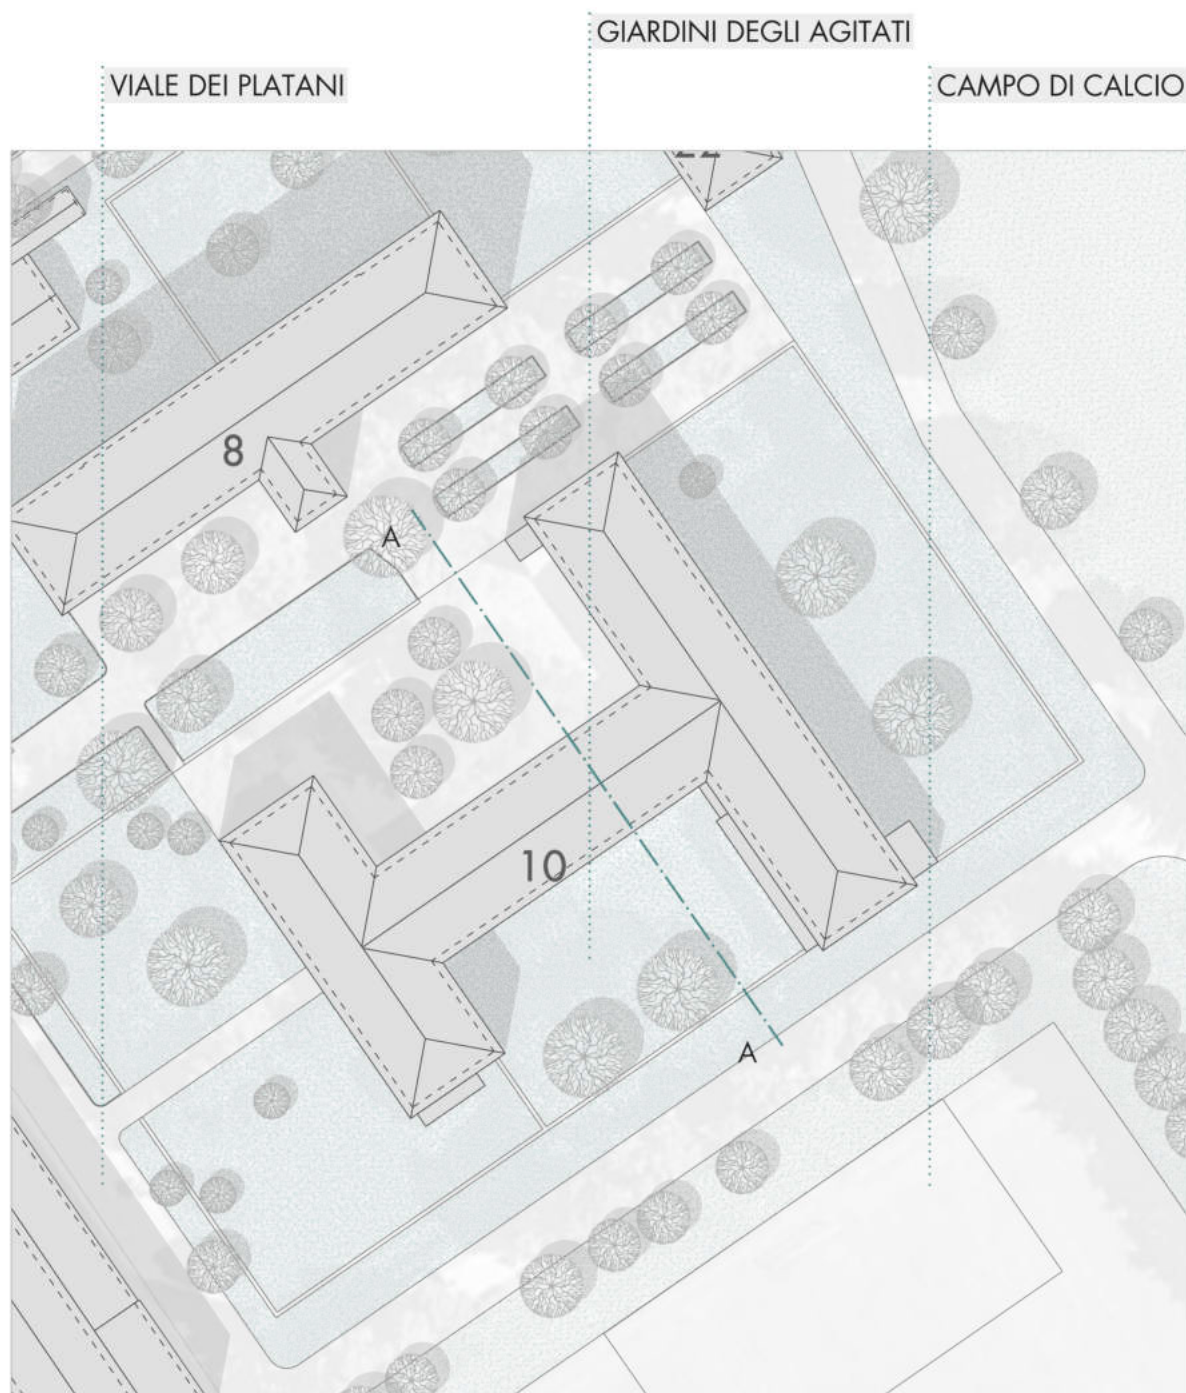 GIARDINI DEGLI AGITATI
VIALE DEI PLATANI
CAMPO DI CALCIO
8
A
10
A